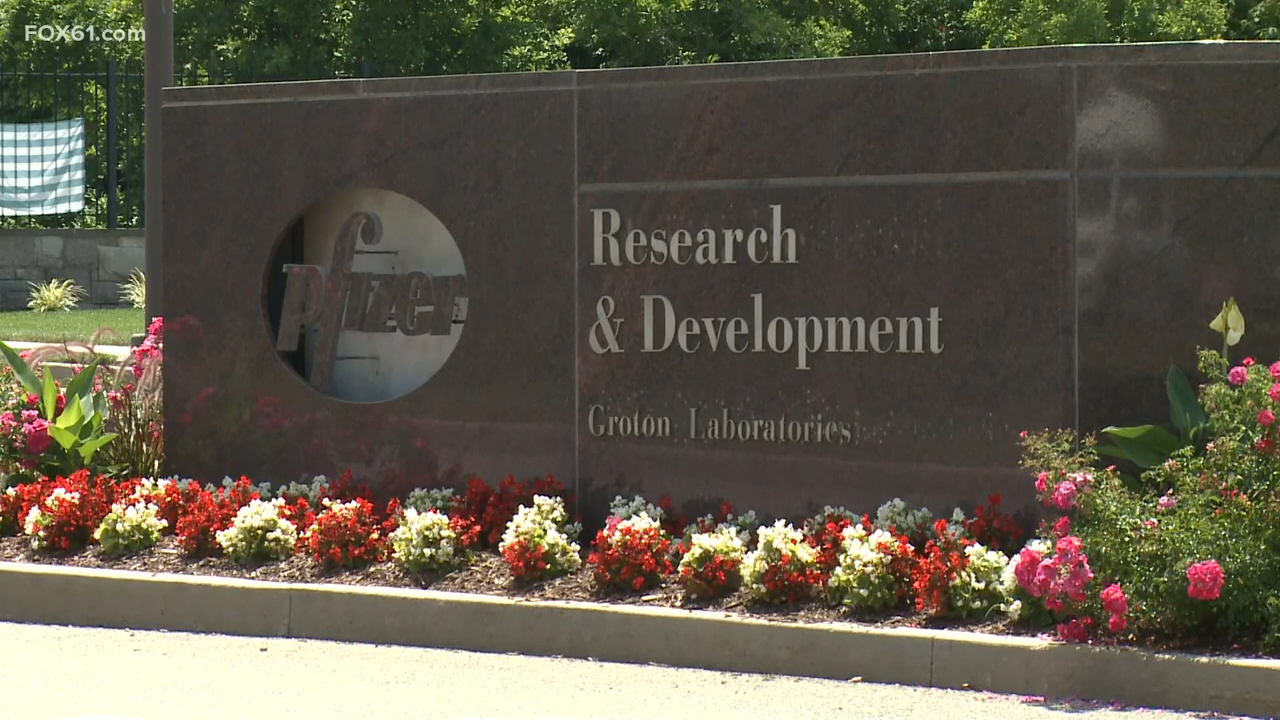 FOX61.com
Pfizer
Research
& Development
Groton Laboratories